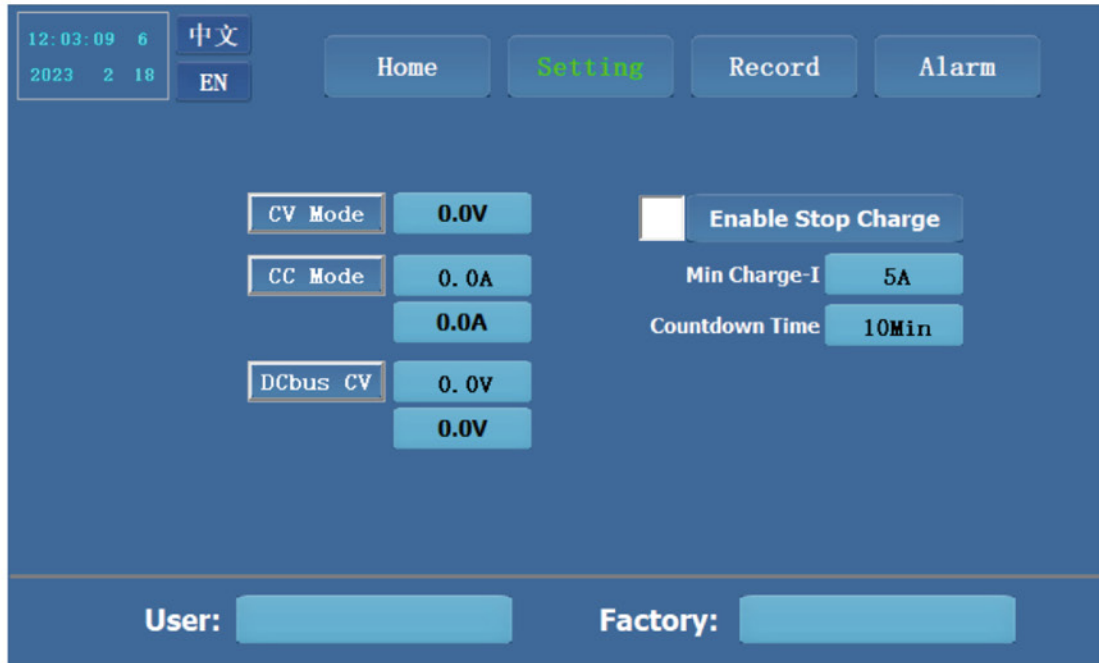 12:03:09 6
2023 2 18
中文
EN
Home
Setting
Record
Alarm
CV Mode
0.0V
CC Mode
0.0A
0.0A
DCbus CV
0.0V
0.0V
Enable Stop Charge
Min Charge-I
5A
Countdown Time
10Min
User:
Factory: